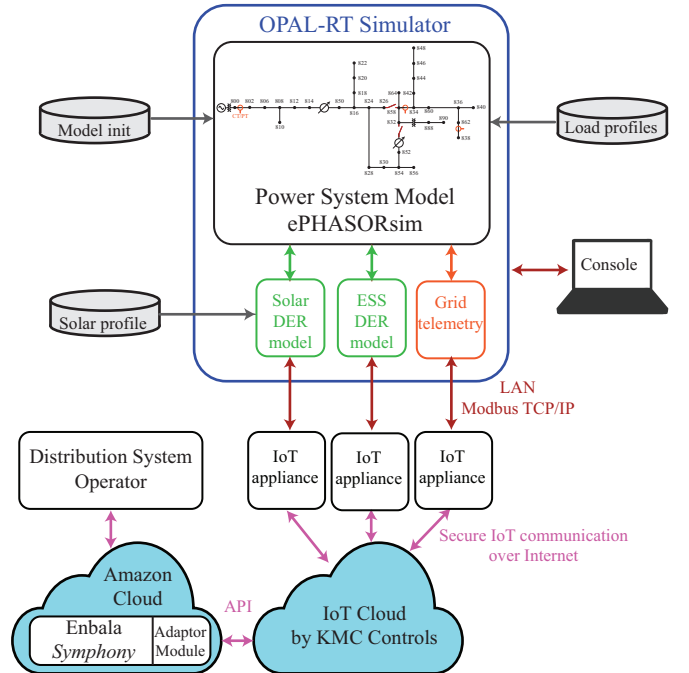 OPAL-RT Simulator
848
822
846
820
844
818
864
842
800
802
806
808
812
814
850
824
826
858
834
860
836
840
CT/PT
816
810
832
890
888
862
838
852
830
828
854
856
Power System Model
ePHASORsim
Model init
Load profiles
Solar
DER
model
ESS
DER
model
Grid
telemetry
Console
Solar profile
LAN
Modbus TCP/IP
Distribution System
Operator
IoT
appliance
IoT
appliance
IoT
appliance
Secure IoT communication
over Internet
Amazon
Cloud
API
IoT Cloud
by KMC Controls
Enbala
Symphony
Adaptor
Module